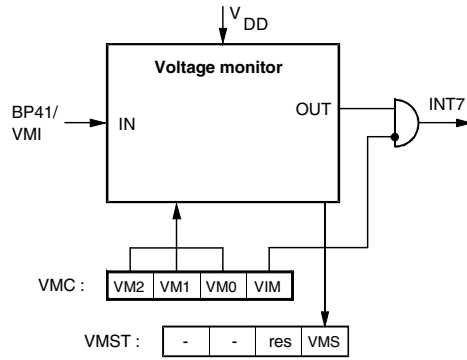 V DD
Voltage monitor
BP41/
VMI
IN
OUT
INT7
VMC : VM2 VM1 VM0 VIM
VMST : - - res VMS